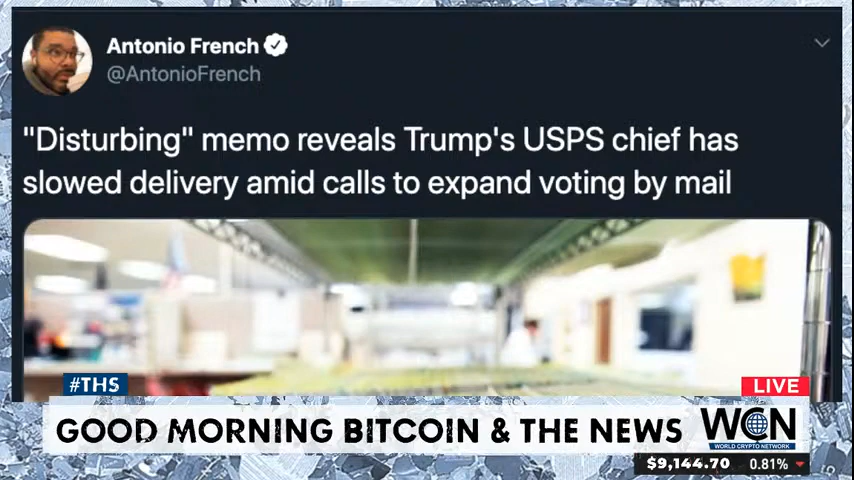 Antonio French
@AntonioFrench
"Disturbing" memo reveals Trump's USPS chief has
slowed delivery amid calls to expand voting by mail
#THS
LIVE
GOOD MORNING BITCOIN & THE NEWS
WCN
WORLD CRYPTO NETWORK
$9,144.70 0.81%